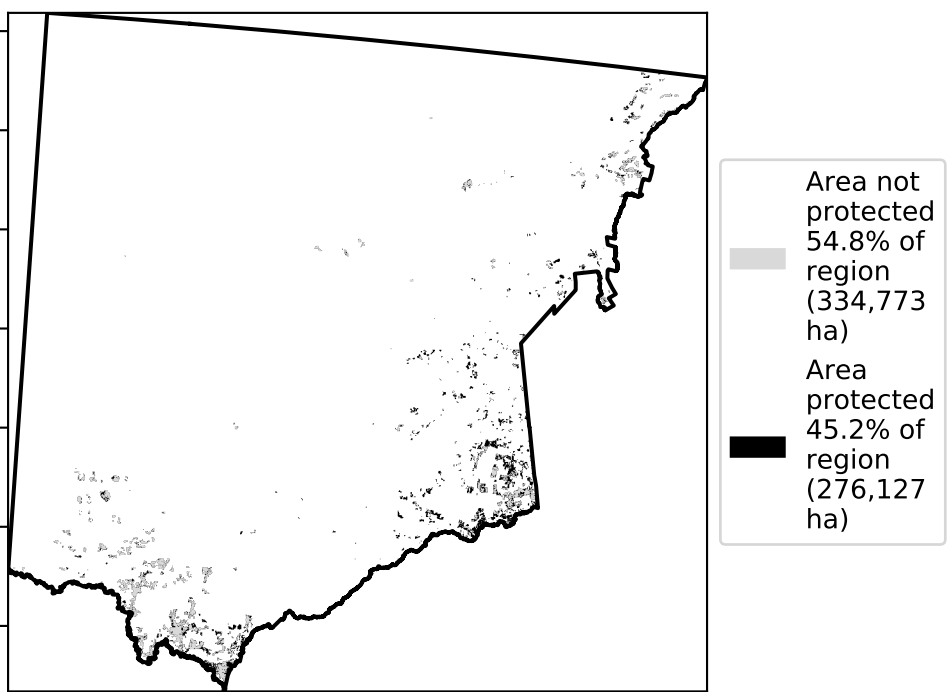 Area not
protected
54.8% of
region
(334,773
ha)
Area
protected
45.2% of
region
(276,127
ha)